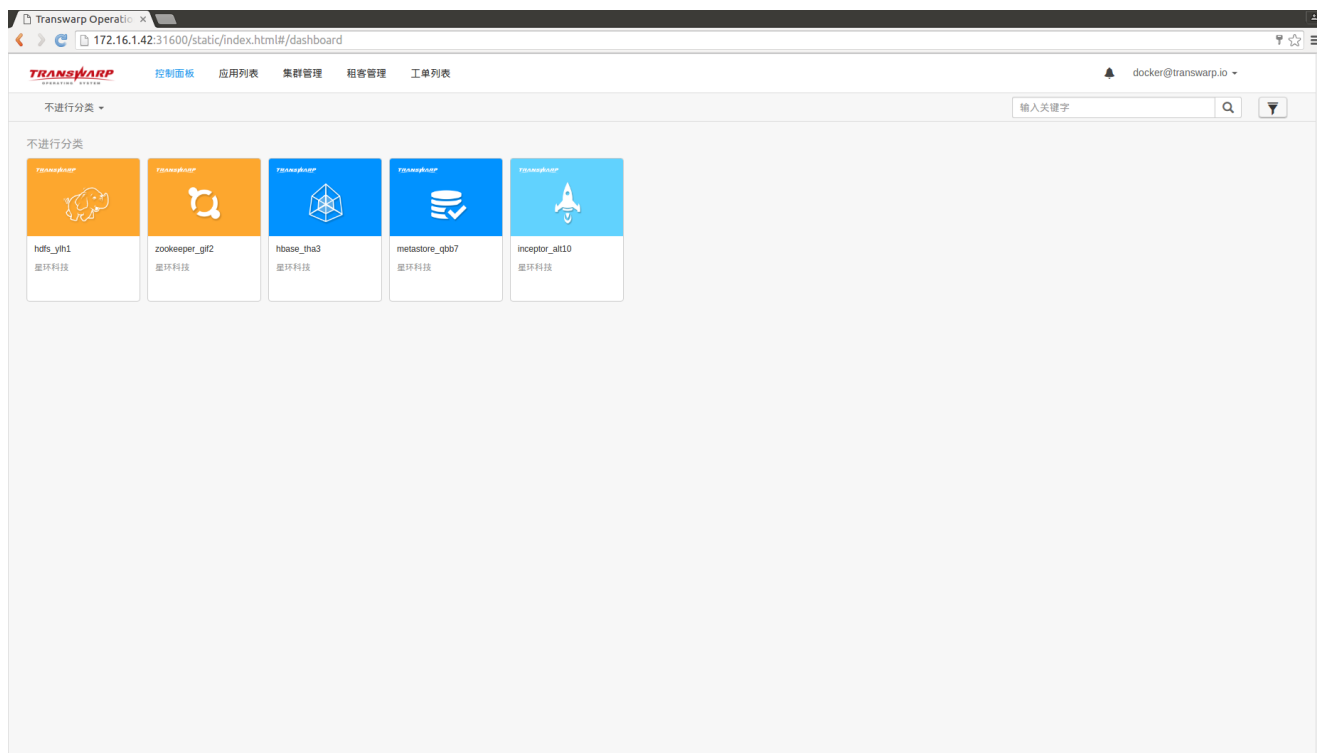 Transwarp Operatio
172.16.1.42:31600/static/index.html#/dashboard
TRANSWARP
OPERATING SYSTEM
控制面板 应用列表 集群管理 租客管理 工单列表
docker@transwarp.io
不进行分类
输入关键字
不进行分类
TRANSWARP TRANSWARP TRANSWARP TRANSWARP TRANSWARP
hdfs_ylh1 zookeeper_gif2 hbase_tha3 metastore_qbb7 inceptor_alt10
星环科技 星环科技 星环科技 星环科技 星环科技